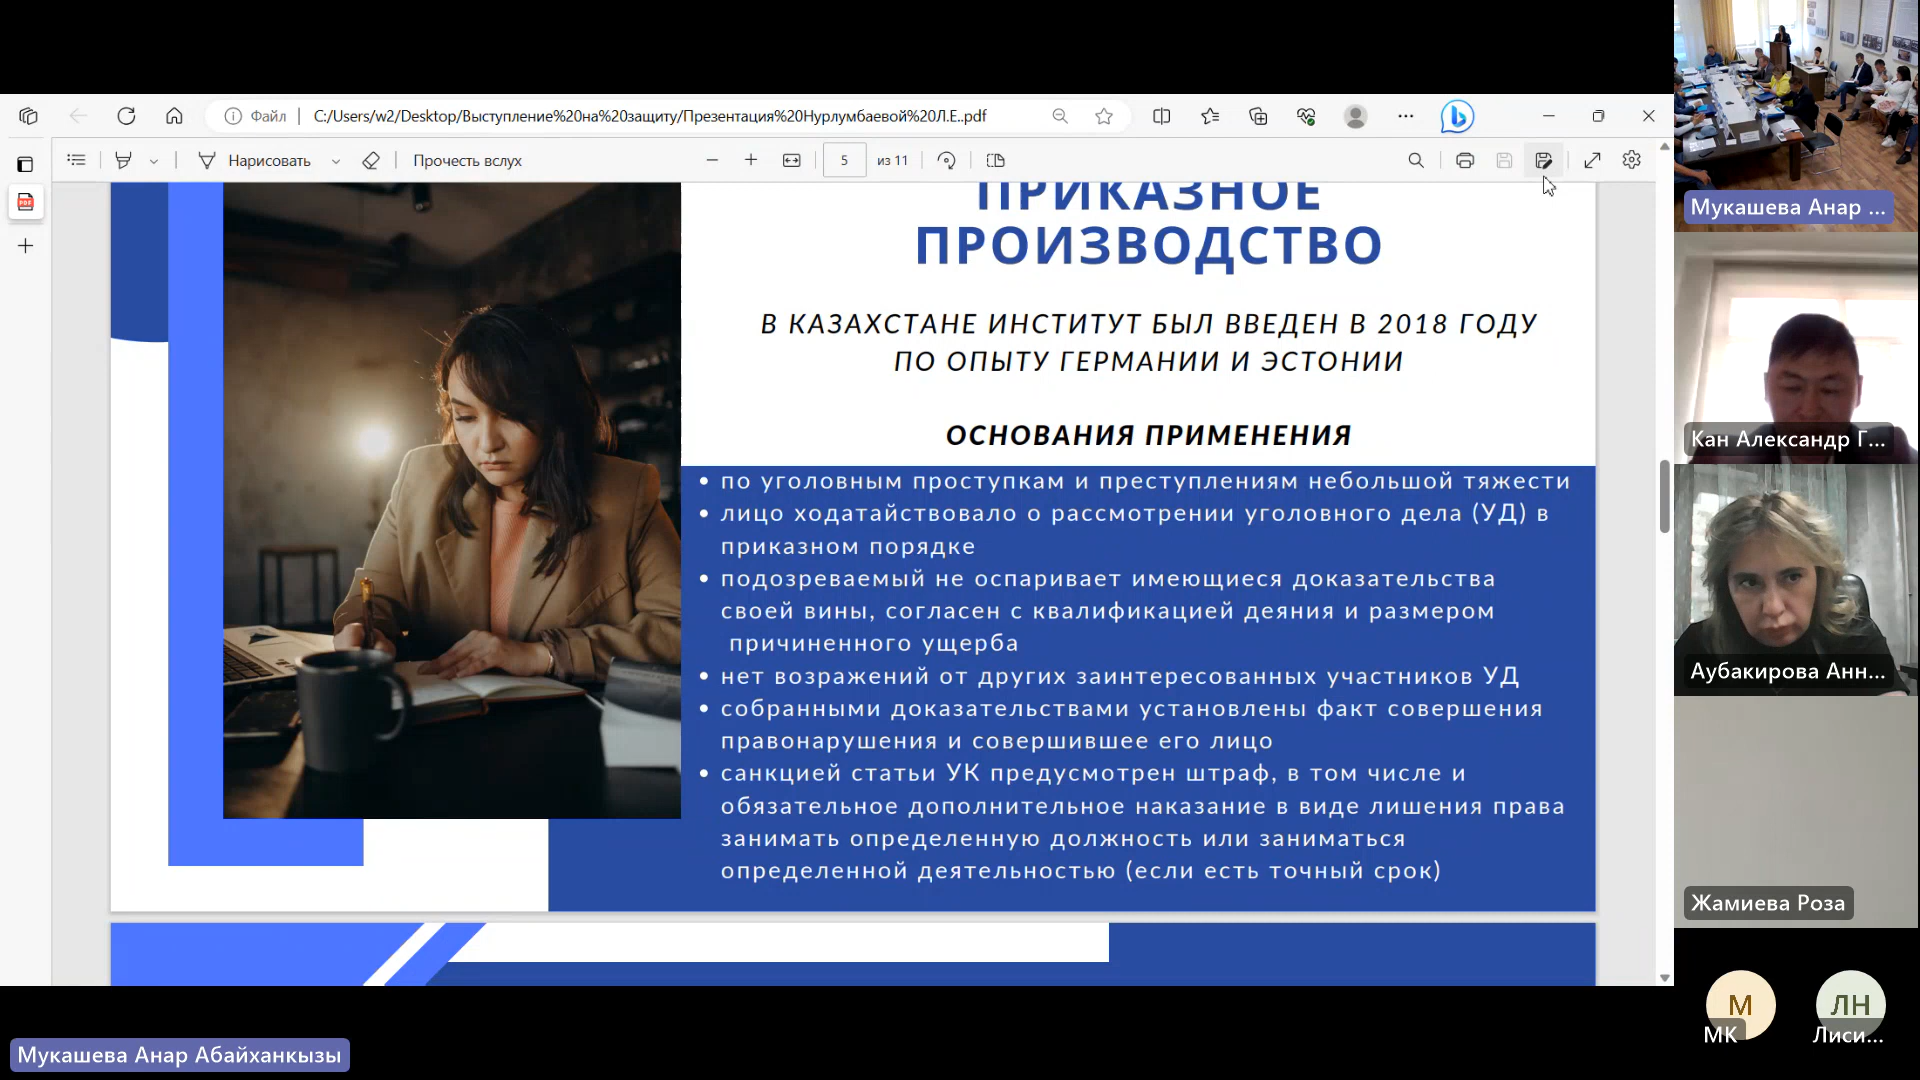 Файл
C:/Users/w2/Desktop/Выступление%20на%20защиту/Презентация%20Нурлумбаевой%20Л.Е..pdf
Нарисовать
Прочесть вслух
5
из 11
ПРИКАЗНОЕ
ПРОИЗВОДСТВО
В КАЗАХСТАНЕ ИНСТИТУТ БЫЛ ВВЕДЕН В 2018 ГОДУ
ПО ОПЫТУ ГЕРМАНИИ И ЭСТОНИИ
ОСНОВАНИЯ ПРИМЕНЕНИЯ
• по уголовным проступкам и преступлениям небольшой тяжести
• лицо ходатайствовало о рассмотрении уголовного дела (УД) в
приказном порядке
• подозреваемый не оспаривает имеющиеся доказательства
своей вины, согласен с квалификацией деяния и размером
причиненного ущерба
• нет возражений от других заинтересованных участников УД
• собранными доказательствами установлены факт совершения
правонарушения и совершившее его лицо
• санкцией статьи УК предусмотрен штраф, в том числе и
обязательное дополнительное наказание в виде лишения права
занимать определенную должность или заниматься
определенной деятельностью (если есть точный срок)
Мукашева Анар ...
Кан Александр Г...
Аубакирова Анн...
Жамиева Роза
М
МК
ЛН
Лиси...
Мукашева Анар Абайханкызы